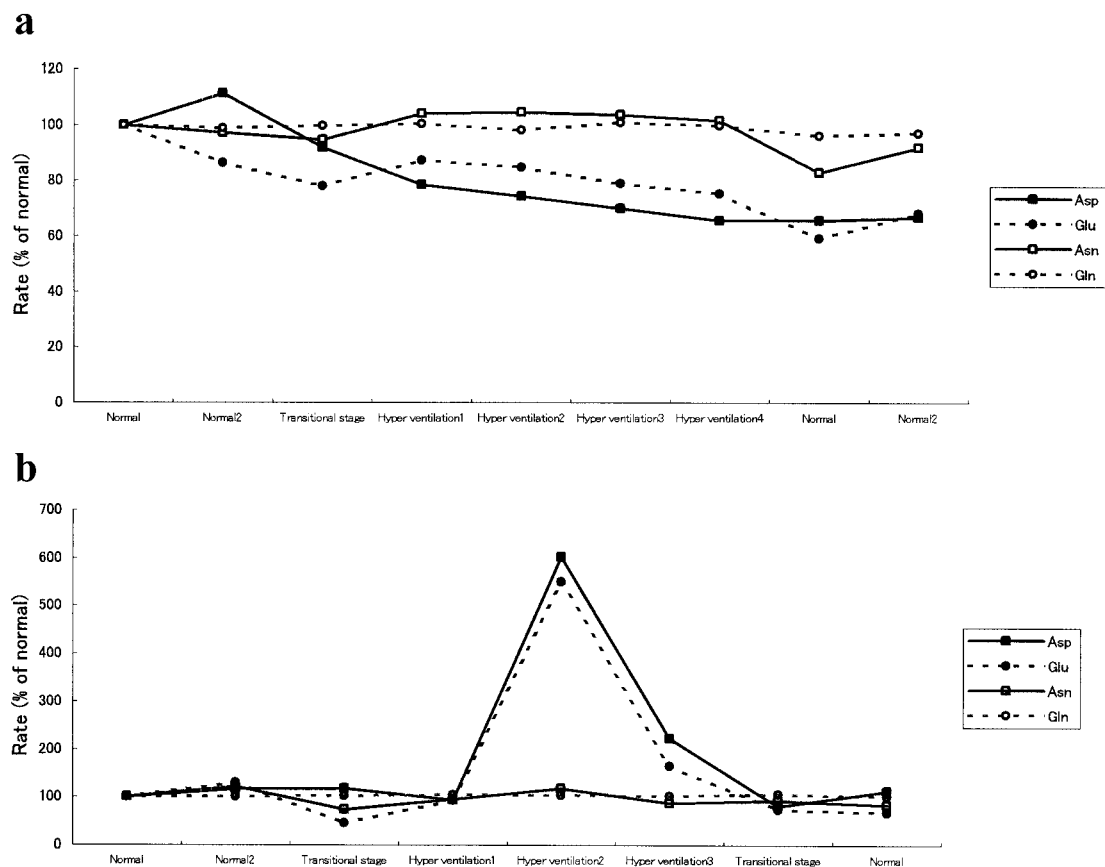 a
Rate (% of normal)
120
100
80
60
40
20
0
Normal Normal2 Transitional stage Hyper ventilation1 Hyper ventilation2 Hyper ventilation3 Hyper ventilation4 Normal Normal2
Asp
Glu
Asn
Gln
b
Rate (% of normal)
700
600
500
400
300
200
100
0
Normal Normal2 Transitional stage Hyper ventilation1 Hyper ventilation2 Hyper ventilation3 Transitional stage Normal
Asp
Glu
Asn
Gln